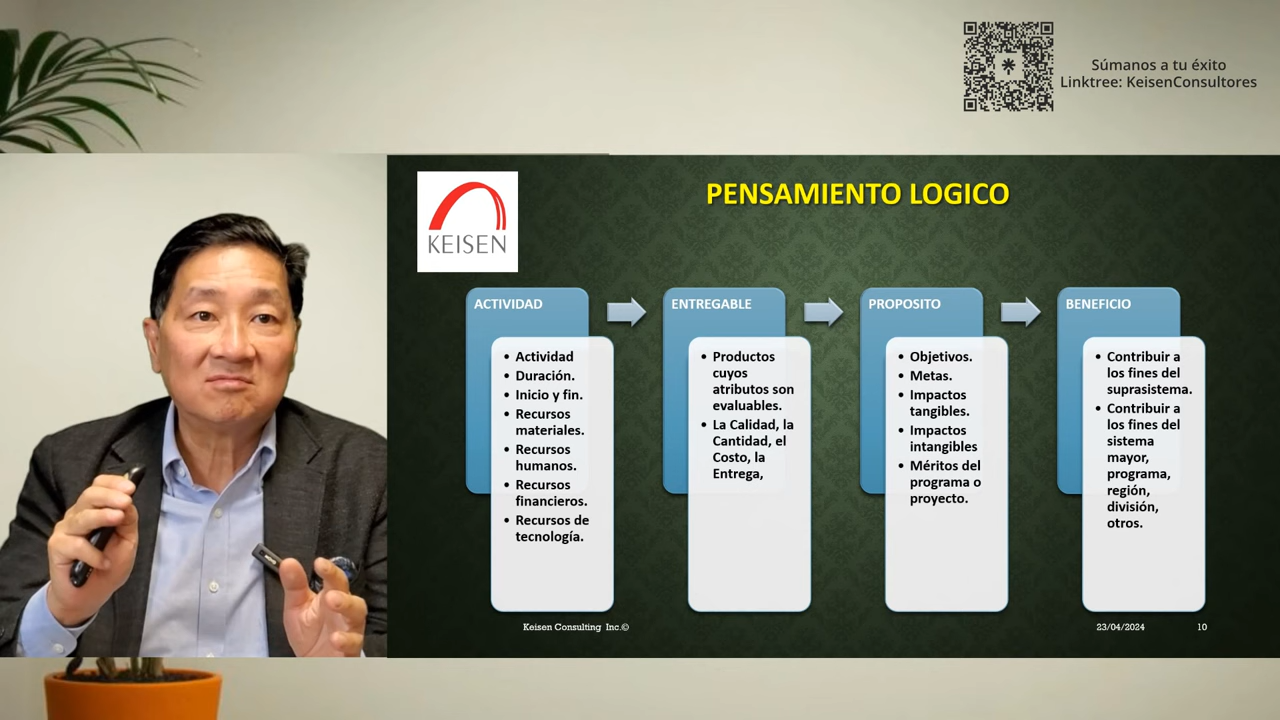 Súmanos a tu éxito
Linktree: KeisenConsultores
KEISEN
PENSAMIENTO LOGICO
ACTIVIDAD
• Actividad
• Duración.
• Inicio y fin.
• Recursos
materiales.
• Recursos
humanos.
• Recursos
financieros.
• Recursos de
tecnología.
ENTREGABLE
• Productos
cuyos
atributos son
evaluables.
• La Calidad, la
Cantidad, el
Costo, la
Entrega,
PROPOSITO
• Objetivos.
• Metas.
• Impactos
tangibles.
• Impactos
intangibles
• Méritos del
programa o
proyecto.
BENEFICIO
• Contribuir a
los fines del
suprasistema.
• Contribuir a
los fines del
sistema
mayor,
programa,
región,
división,
otros.
Keisen Consulting Inc.©
23/04/2024
10